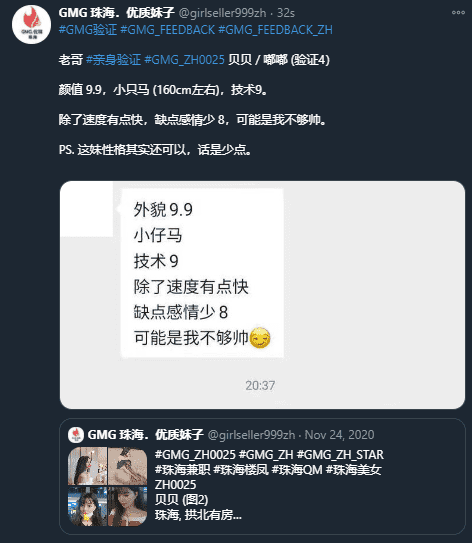 GMG 珠海．优质妹子 @girlseller999zh · 32s
#GMG验证 #GMG_FEEDBACK #GMG_FEEDBACK_ZH
老哥 #亲身验证 #GMG_ZH0025 贝贝 / 嘟嘟 (验证4)
颜值 9.9，小只马 (160cm左右)，技术9。
除了速度有点快，缺点感情少 8，可能是我不够帅。
PS. 这妹性格其实还可以，话是少点。
外貌 9.9
小仔马
技术 9
除了速度有点快
缺点感情少 8
可能是我不够帅😏
20:37
GMG 珠海．优质妹子 @girlseller999zh · Nov 24, 2020
#GMG_ZH0025 #GMG_ZH #GMG_ZH_STAR
#珠海兼职 #珠海楼凤 #珠海QM #珠海美女
ZH0025
贝贝 (图2)
珠海, 拱北有房...